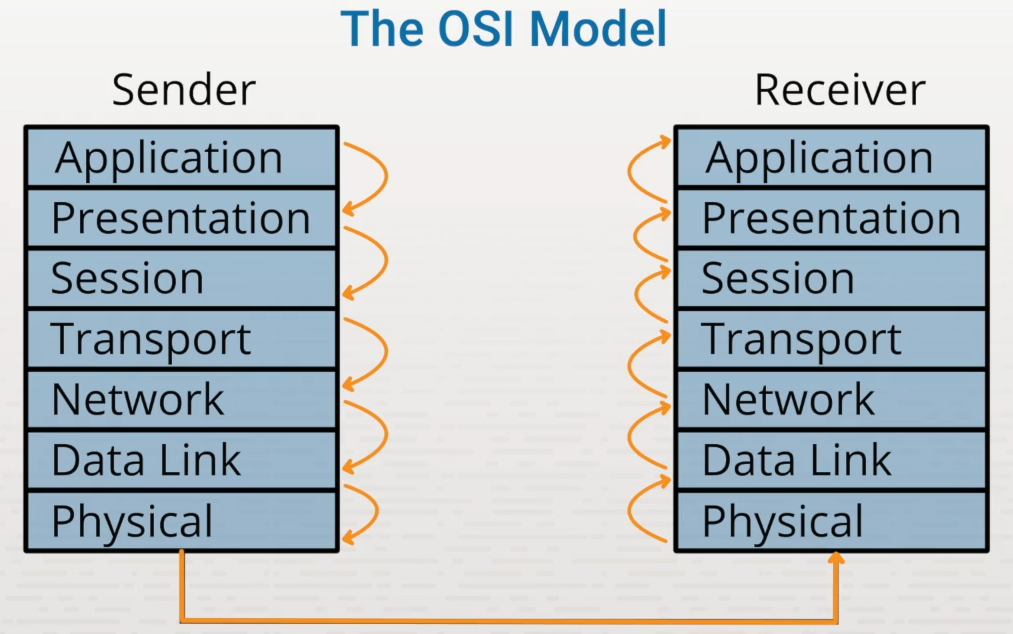 The OSI Model
Sender
Application
Presentation
Session
Transport
Network
Data Link
Physical
Receiver
Application
Presentation
Session
Transport
Network
Data Link
Physical